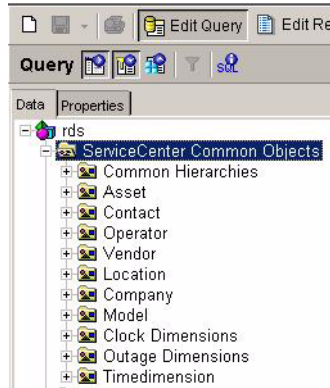 Edit Query Edit Re
Query SQL
Data Properties
rds
ServiceCenter Common Objects
Common Hierarchies
Asset
Contact
Operator
Vendor
Location
Company
Model
Clock Dimensions
Outage Dimensions
Timedimension